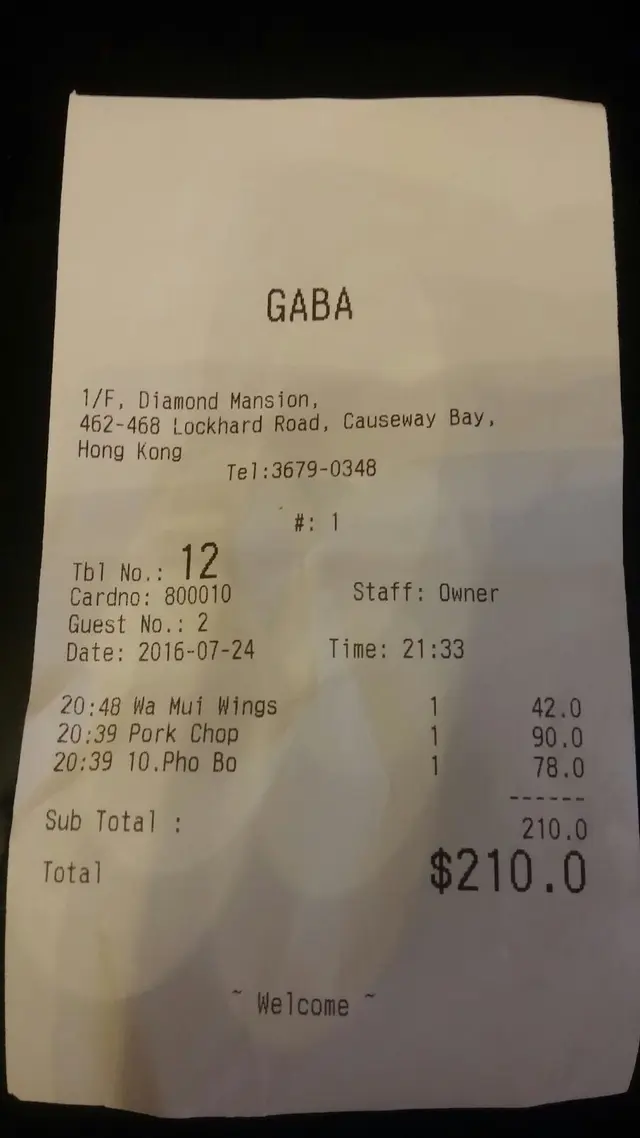 GABA
1/F, Diamond Mansion,
462-468 Lockhard Road, Causeway Bay,
Hong Kong
Tel:3679-0348
#: 1
Tbl No.: 12
Cardno: 800010 Staff: Owner
Guest No.: 2
Date: 2016-07-24 Time: 21:33
20:48 Wa Mui Wings 1 42.0
20:39 Pork Chop 1 90.0
20:39 10.Pho Bo 1 78.0
------
Sub Total : 210.0
Total $210.0
~ Welcome ~